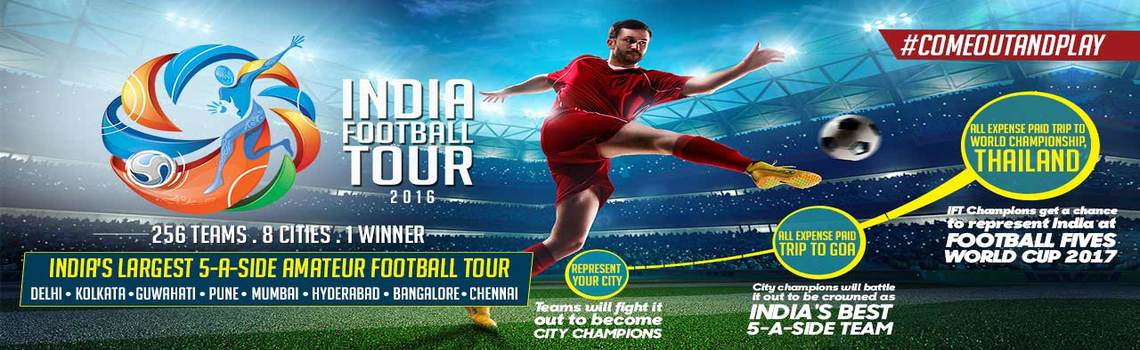 #COMEOUTANDPLAY
INDIA
FOOTBALL
TOUR
2016
256 TEAMS . 8 CITIES . 1 WINNER
INDIA'S LARGEST 5-A-SIDE AMATEUR FOOTBALL TOUR
DELHI • KOLKATA • GUWAHATI • PUNE • MUMBAI • HYDERABAD • BANGALORE • CHENNAI
REPRESENT
YOUR CITY
Teams will fight it
out to become
CITY CHAMPIONS
ALL EXPENSE PAID
TRIP TO GOA
City champions will battle
it out to be crowned as
INDIA'S BEST
5-A-SIDE TEAM
ALL EXPENSE PAID TRIP TO
WORLD CHAMPIONSHIP,
THAILAND
IFT Champions get a chance
to represent India at
FOOTBALL FIVES
WORLD CUP 2017